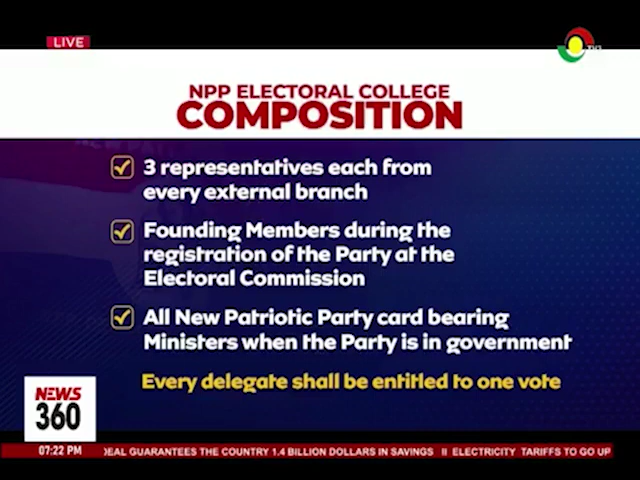 LIVE
TV3
NPP ELECTORAL COLLEGE
COMPOSITION
3 representatives each from
every external branch
Founding Members during the
registration of the Party at the
Electoral Commission
All New Patriotic Party card bearing
Ministers when the Party is in government
Every delegate shall be entitled to one vote
NEWS
360
07:22 PM
DEAL GUARANTEES THE COUNTRY 1.4 BILLION DOLLARS IN SAVINGS II ELECTRICITY TARIFFS TO GO UP